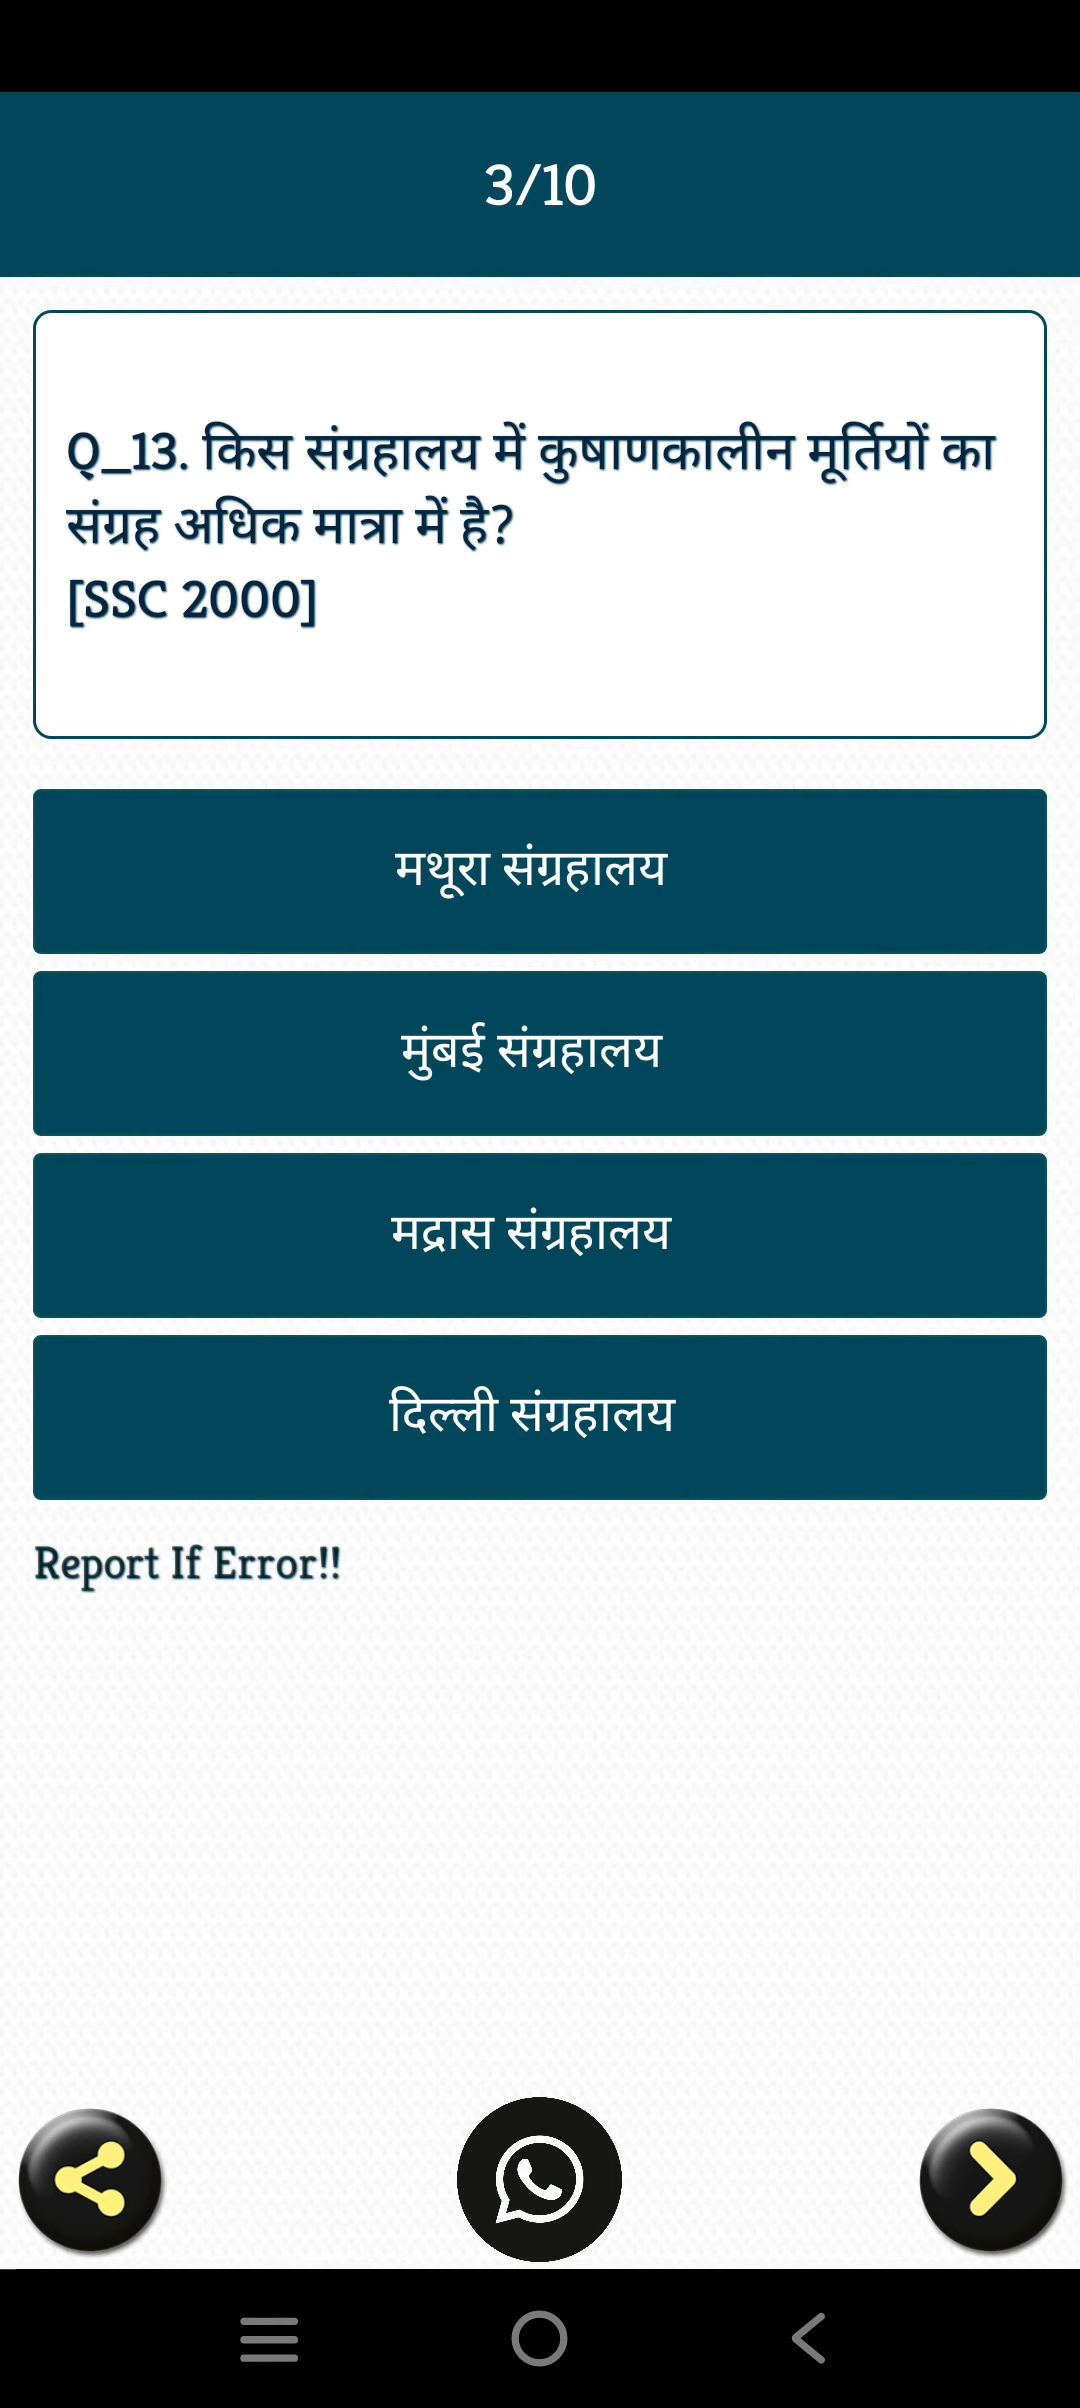 3/10
Q_13. किस संग्रहालय में कुषाणकालीन मूर्तियों का
संग्रह अधिक मात्रा में है?
[SSC 2000]
मथूरा संग्रहालय
मुंबई संग्रहालय
मद्रास संग्रहालय
दिल्ली संग्रहालय
Report If Error!!